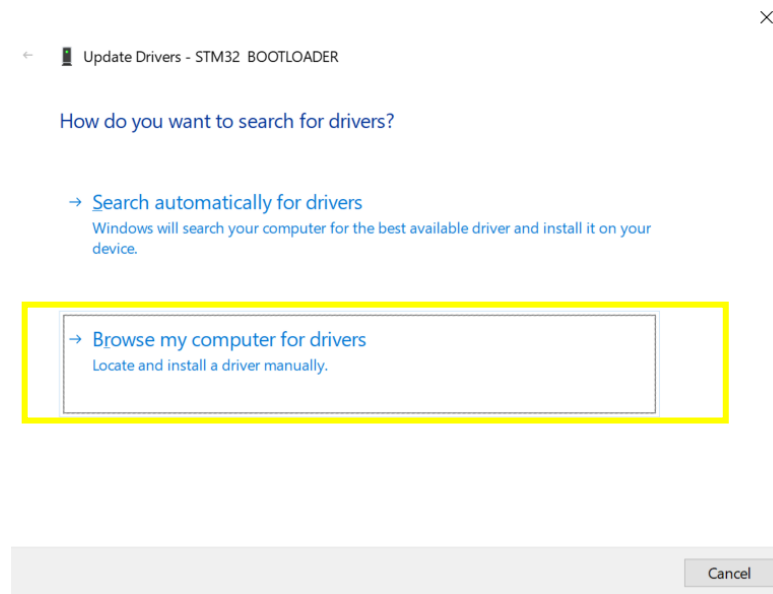 Update Drivers - STM32 BOOTLOADER
How do you want to search for drivers?
Search automatically for drivers
Windows will search your computer for the best available driver and install it on your
device.
Browse my computer for drivers
Locate and install a driver manually.
Cancel